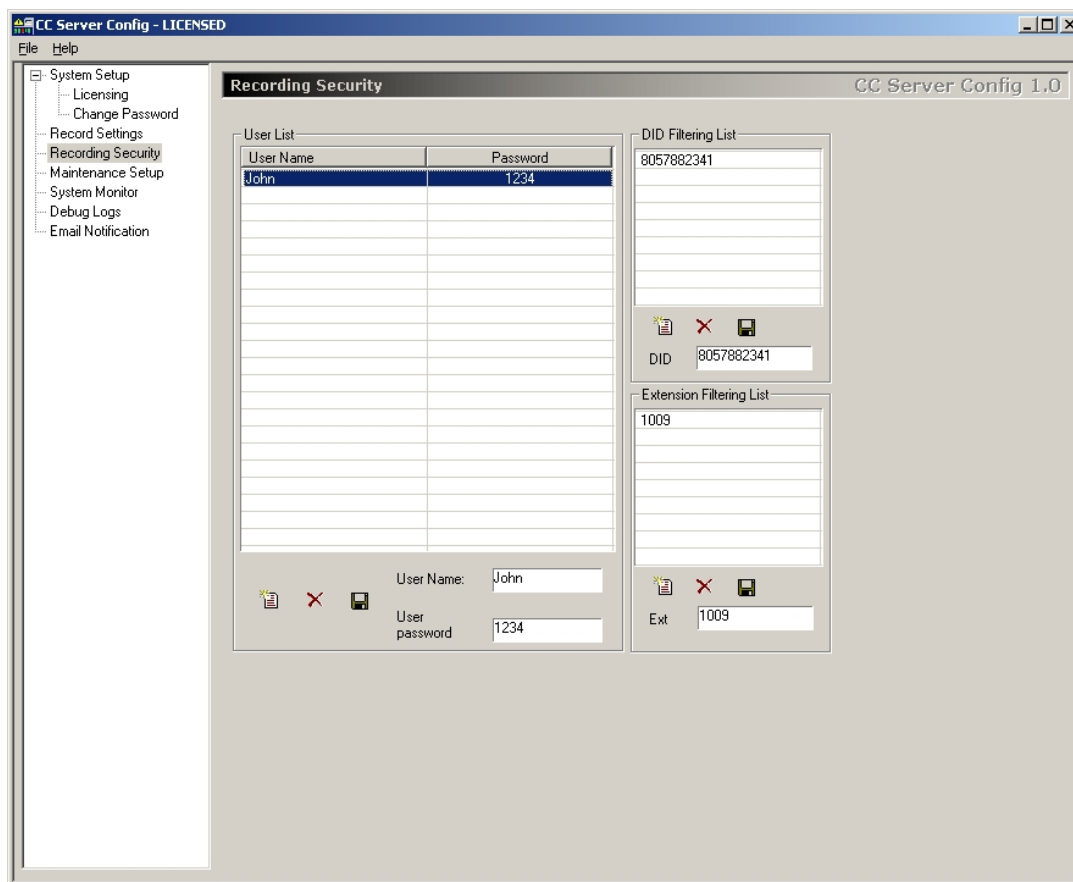 CC Server Config - LICENSED
File Help
System Setup
Licensing
Change Password
Record Settings
Recording Security
Maintenance Setup
System Monitor
Debug Logs
Email Notification
Recording Security CC Server Config 1.0
User List
User Name Password
John 1234
User Name: John
User
password 1234
DID Filtering List
8057882341
DID 8057882341
Extension Filtering List
1009
Ext 1009